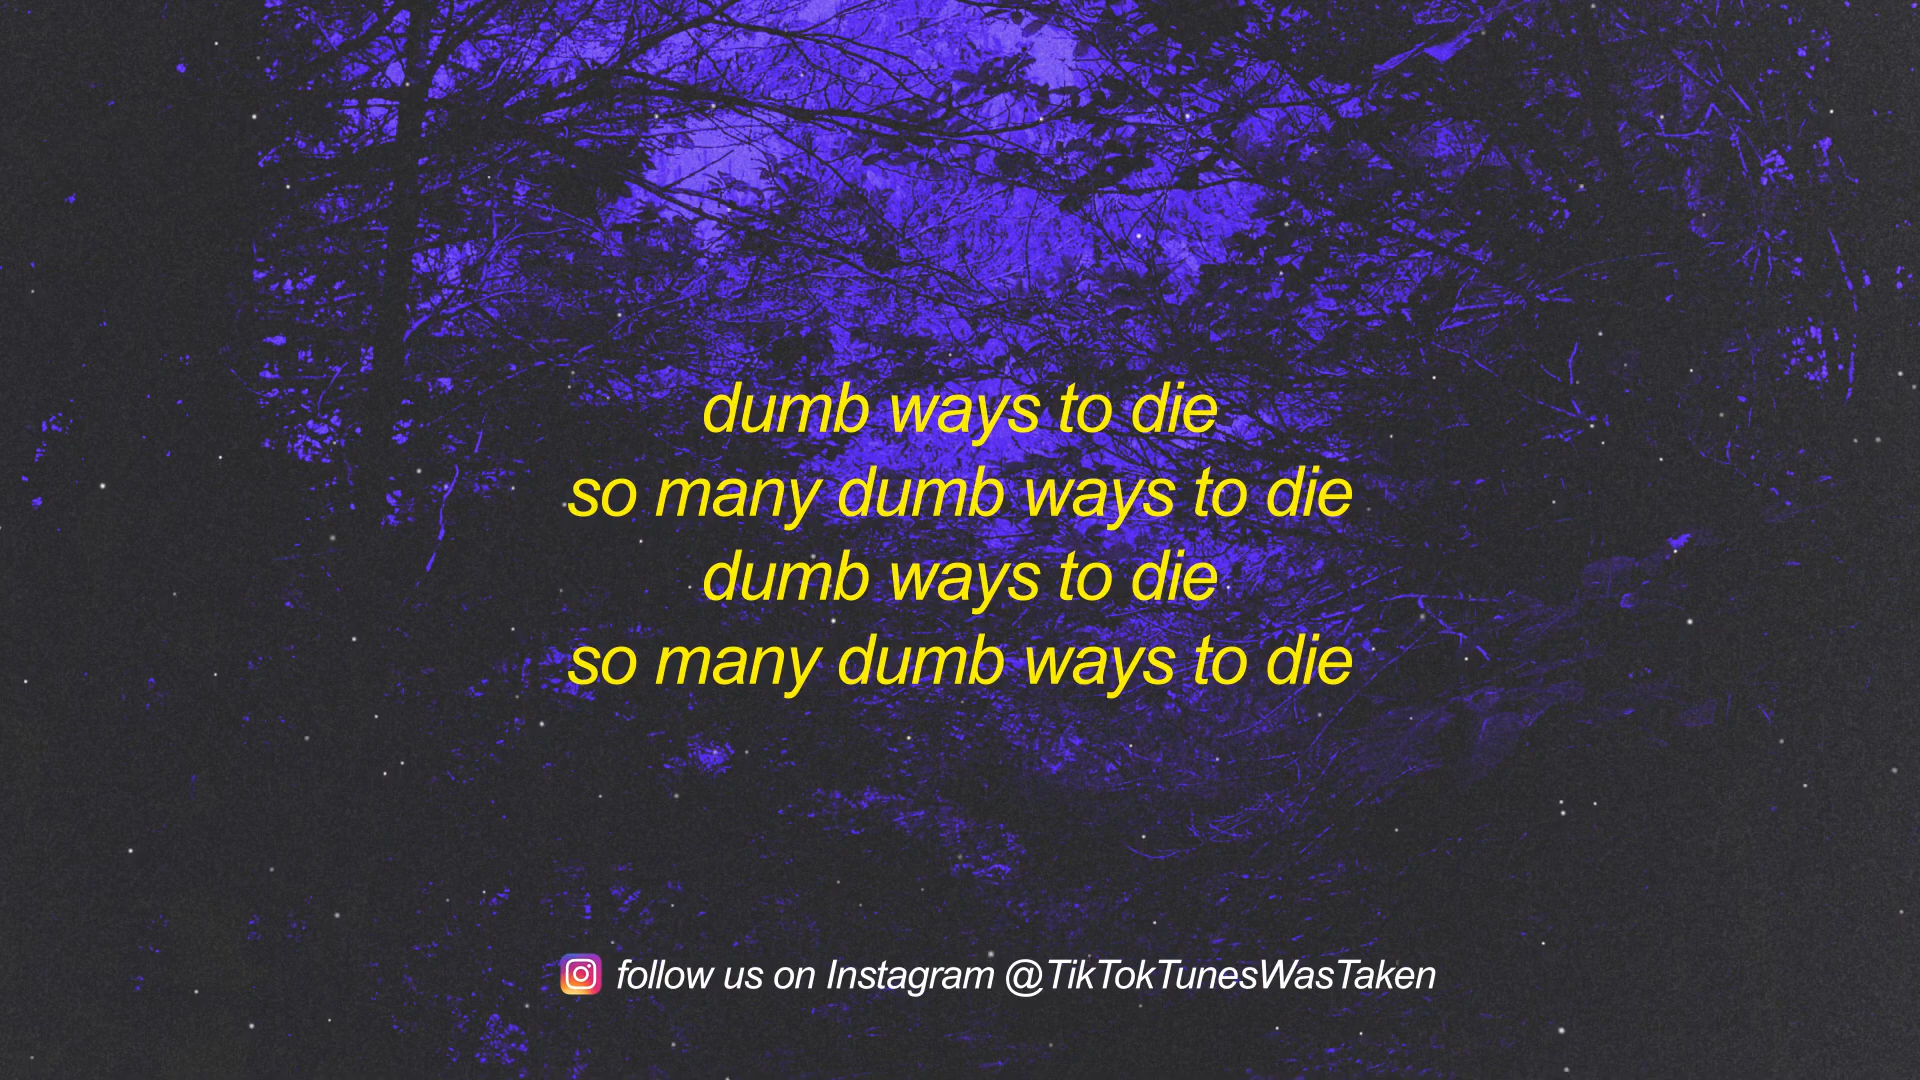 dumb ways to die
so many dumb ways to die
dumb ways to die
so many dumb ways to die
follow us on Instagram @TikTokTunesWasTaken